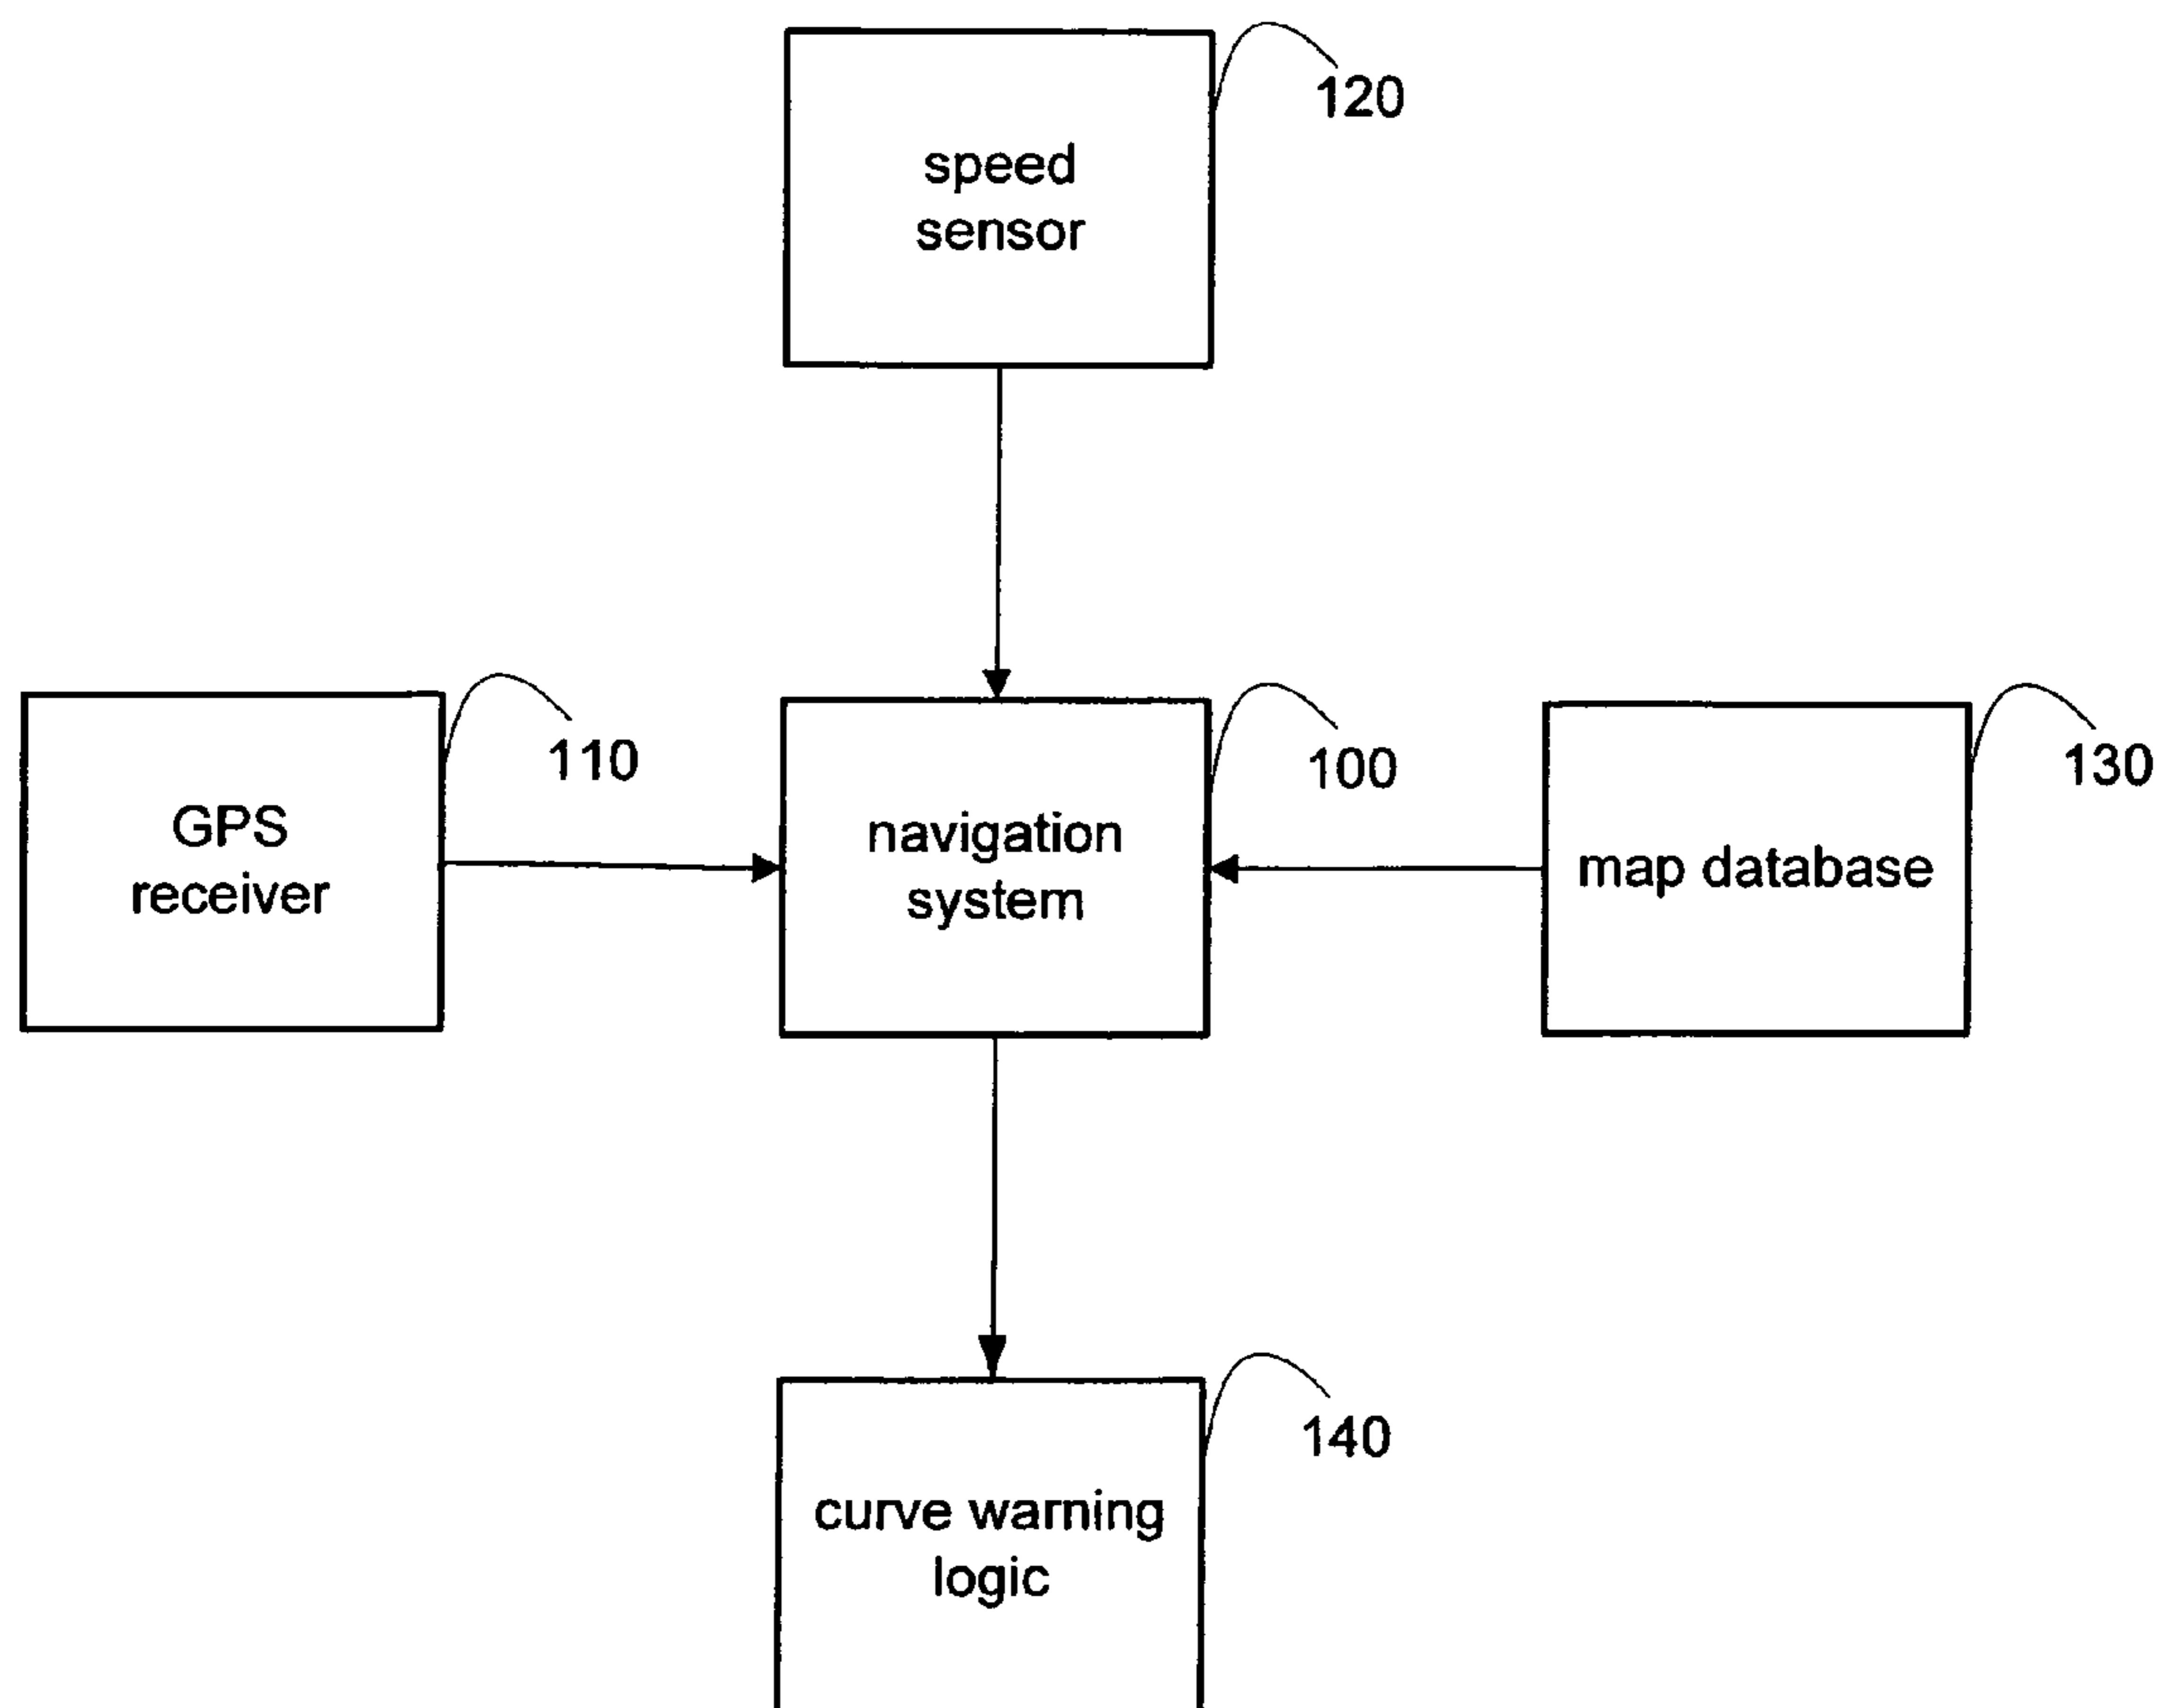 120
speed
sensor
110
GPS
receiver
100
navigation
system
130
map database
140
curve warning
logic